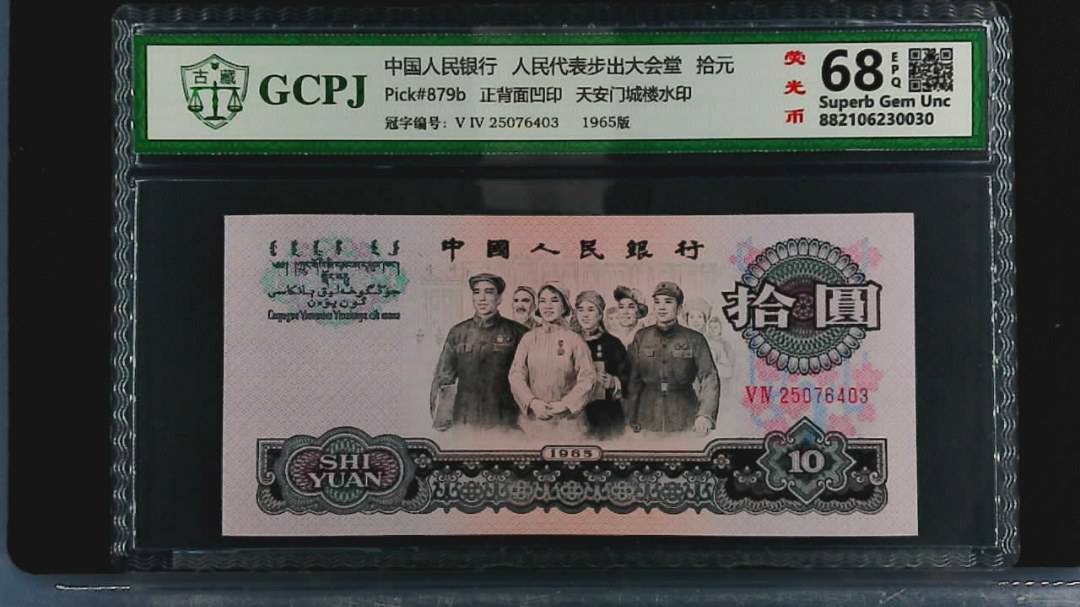 古藏
GCPJ
中国人民银行 人民代表步出大会堂 拾元
Pick#879b 正背面凹印 天安门城楼水印
冠字编号: V IV 25076403 1965版
荧光币
68
EPQ
Superb Gem Unc
882106230030
中國人民銀行
拾圓
V IV 25076403
1965
SHI
YUAN
10